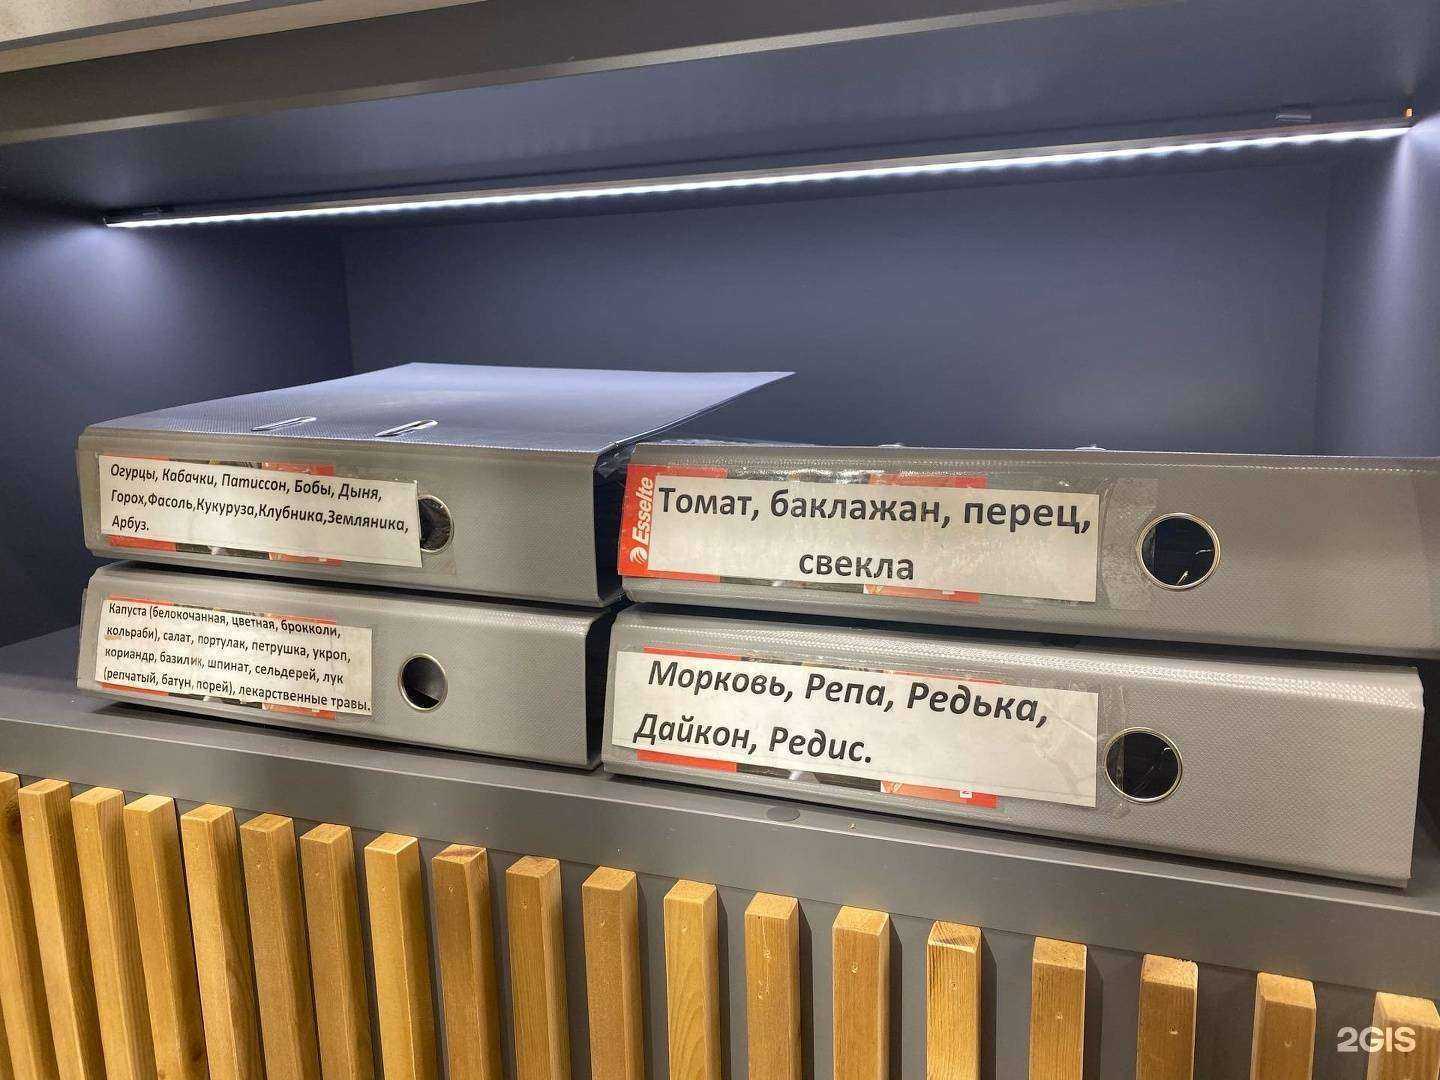 Огурцы, Кабачки, Патиссон, Бобы, Дыня,
Горох,Фасоль,Кукуруза,Клубника,Земляника,
Арбуз.
Esselte
Томат, баклажан, перец,
свекла
Капуста (белокочанная, цветная, брокколи,
кольраби), салат, портулак, петрушка, укроп,
кориандр, базилик, шпинат, сельдерей, лук
(репчатый, батун, порей), лекарственные травы.
Морковь, Репа, Редька,
Дайкон, Редис.
2GIS